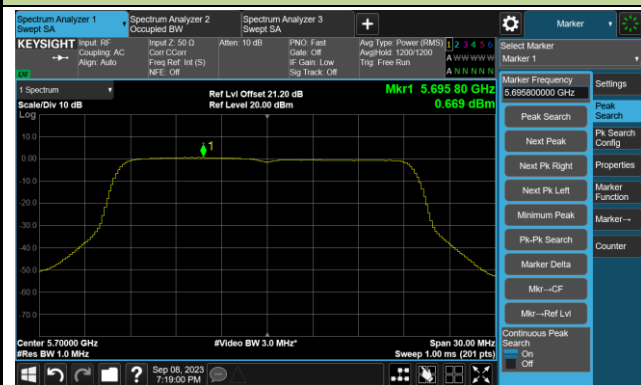 Spectrum Analyzer 1
Swept SA
Spectrum Analyzer 2
Occupied BW
Spectrum Analyzer 3
Swept SA
+
Marker
KEYSIGHT
Input: RF
Coupling: AC
Align: Auto
Input Z: 50 Ω
Corr CCorr
Freq Ref: Int (S)
NFE: Off
Atten: 10 dB
PNO: Fast
Gate: Off
IF Gain: Low
Sig Track: Off
Avg Type: Power (RMS)
Avg|Hold: 1200/1200
Trig: Free Run
1 2 3 4 5 6
A W W W W W
A N N N N N
Select Marker
Marker 1
1 Spectrum
Scale/Div 10 dB
Ref Lvl Offset 21.20 dB
Ref Level 20.00 dBm
Mkr1 5.695 80 GHz
0.669 dBm
Log
10.0
0.00
-10.0
-20.0
-30.0
-40.0
-50.0
-60.0
-70.0
1
Center 5.70000 GHz
#Res BW 1.0 MHz
#Video BW 3.0 MHz*
Span 30.00 MHz
Sweep 1.00 ms (201 pts)
Marker Frequency
5.695800000 GHz
Peak Search
Next Peak
Next Pk Right
Next Pk Left
Minimum Peak
Pk-Pk Search
Marker Delta
Mkr→CF
Mkr→Ref Lvl
Continuous Peak
Search
On
Off
Settings
Peak
Search
Pk Search
Config
Properties
Marker
Function
Marker→
Counter
?
Sep 08, 2023
7:19:00 PM